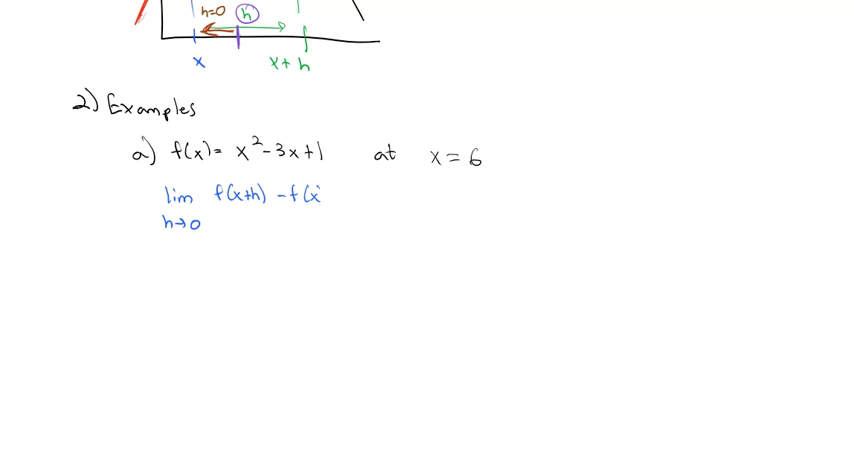 h=0 h
x x+h
2) Examples
a) f(x)= x² - 3x+1 at x = 6
lim f(x+h) - f(x
h→0